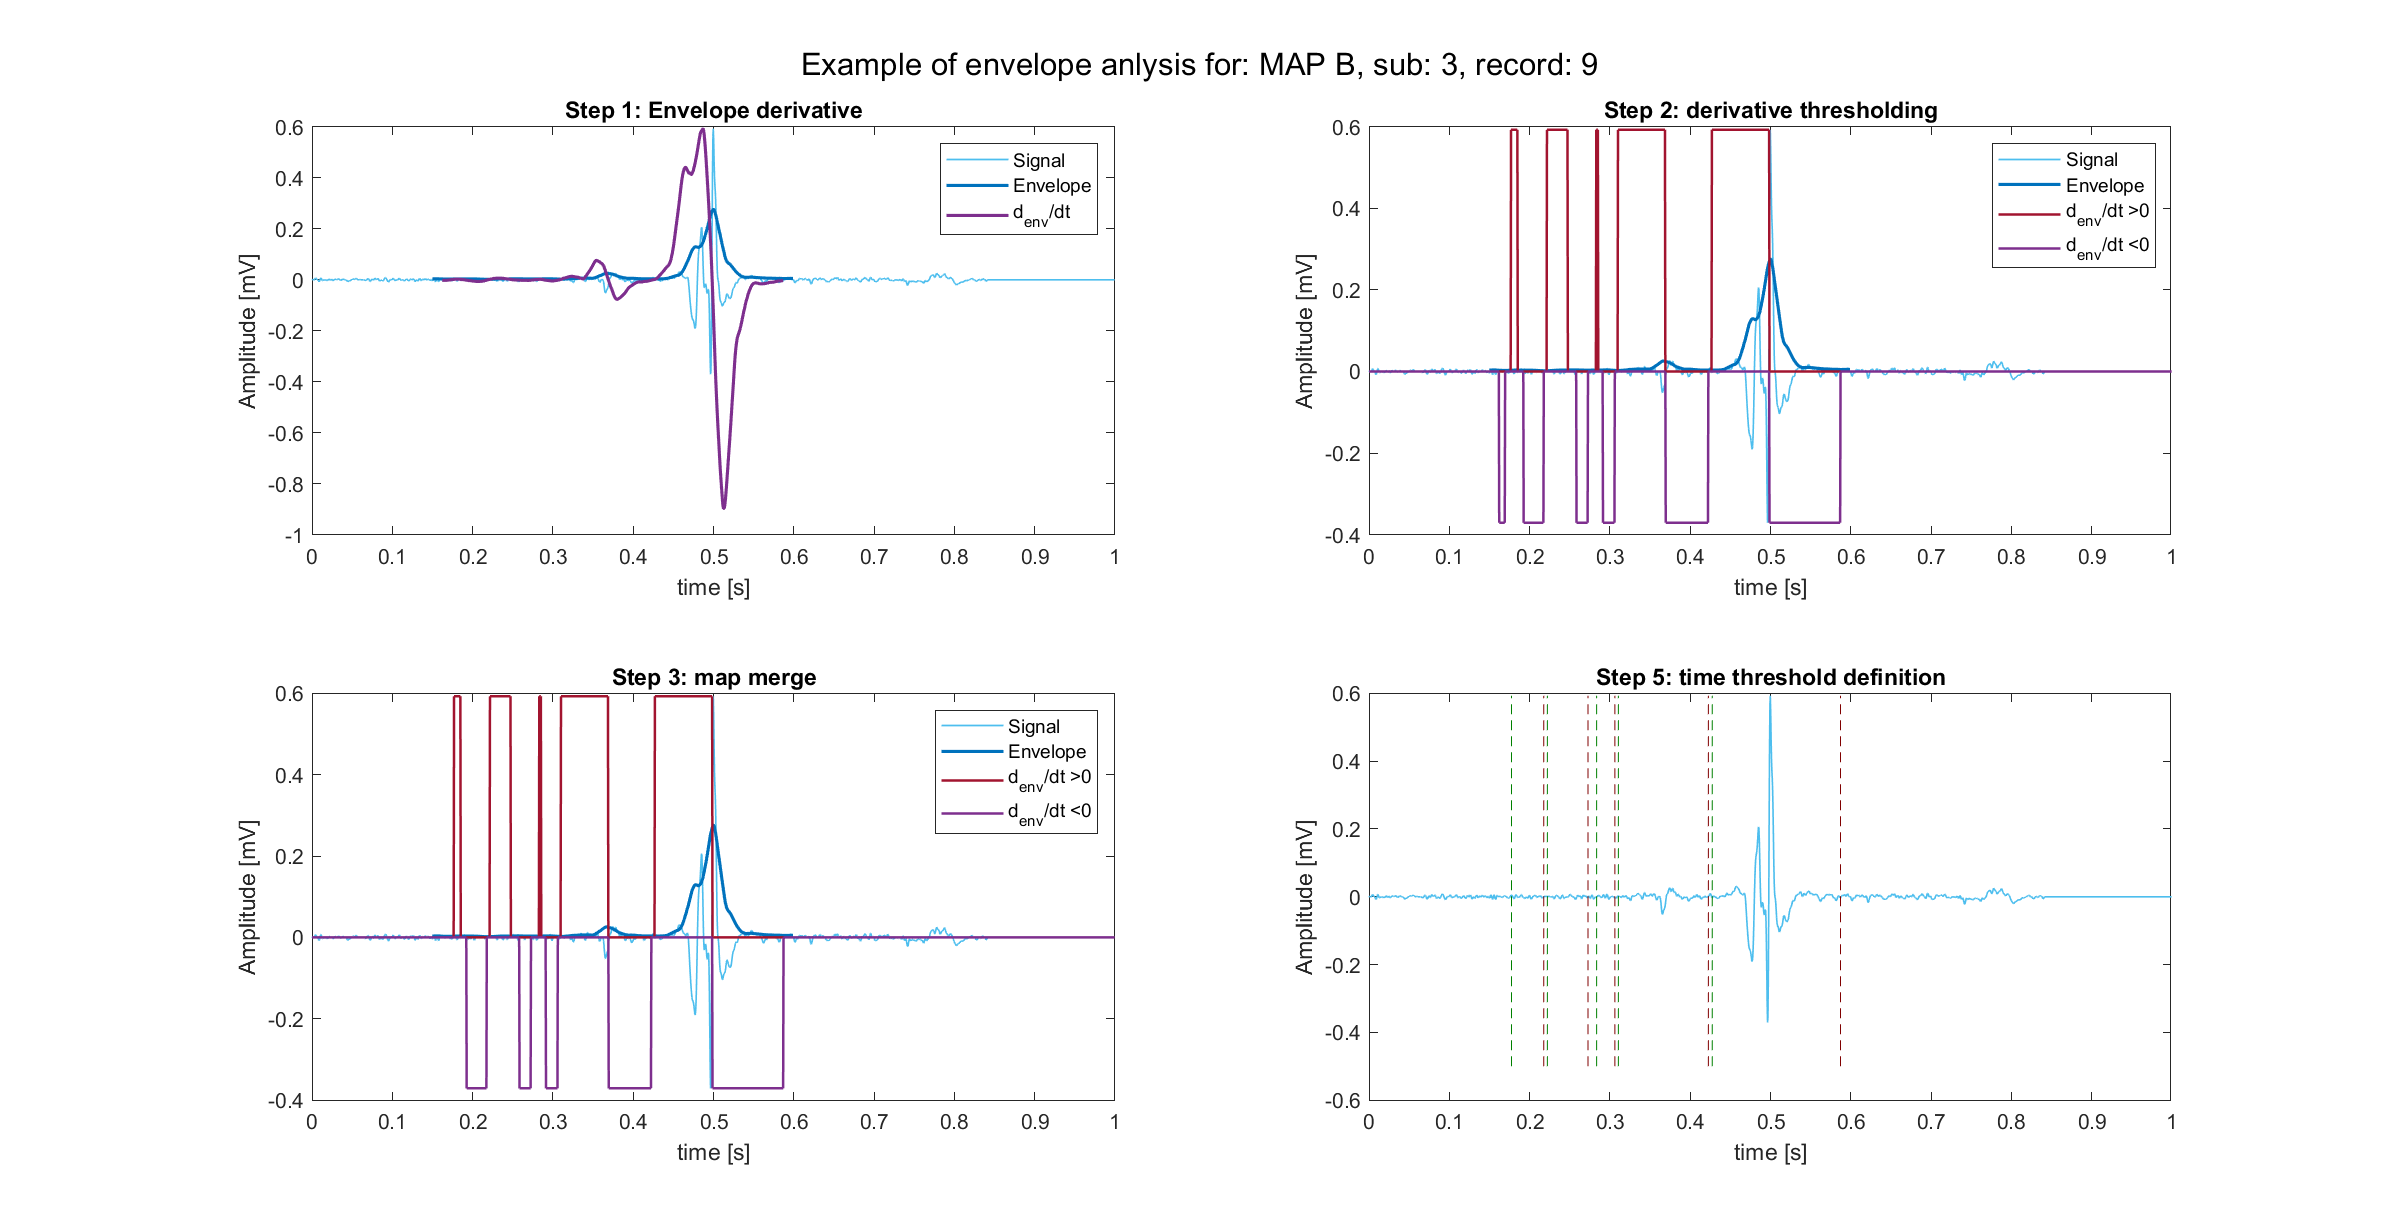 Example of envelope anlysis for: MAP B, sub: 3, record: 9
Step 1: Envelope derivative
0.6
0.4
0.2
0
-0.2
-0.4
-0.6
-0.8
-1
Amplitude [mV]
0 0.1 0.2 0.3 0.4 0.5 0.6 0.7 0.8 0.9 1
time [s]
Signal
Envelope
d_env/dt
Step 2: derivative thresholding
0.6
0.4
0.2
0
-0.2
-0.4
Amplitude [mV]
0 0.1 0.2 0.3 0.4 0.5 0.6 0.7 0.8 0.9 1
time [s]
Signal
Envelope
d_env/dt >0
d_env/dt <0
Step 3: map merge
0.6
0.4
0.2
0
-0.2
-0.4
Amplitude [mV]
0 0.1 0.2 0.3 0.4 0.5 0.6 0.7 0.8 0.9 1
time [s]
Signal
Envelope
d_env/dt >0
d_env/dt <0
Step 5: time threshold definition
0.6
0.4
0.2
0
-0.2
-0.4
-0.6
Amplitude [mV]
0 0.1 0.2 0.3 0.4 0.5 0.6 0.7 0.8 0.9 1
time [s]